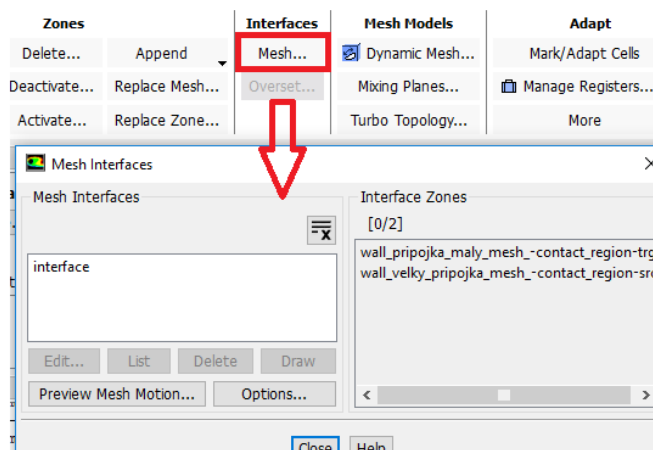 Zones Interfaces Mesh Models Adapt
Delete... Append Mesh... Dynamic Mesh... Mark/Adapt Cells
Deactivate... Replace Mesh... Overset... Mixing Planes... Manage Registers...
Activate... Replace Zone... Turbo Topology... More
Mesh Interfaces
Mesh Interfaces Interface Zones
[0/2]
interface
wall_pripojka_maly_mesh_-contact_region-trg
wall_velky_pripojka_mesh_-contact_region-src
Edit... List Delete Draw
Preview Mesh Motion... Options...
Close Help